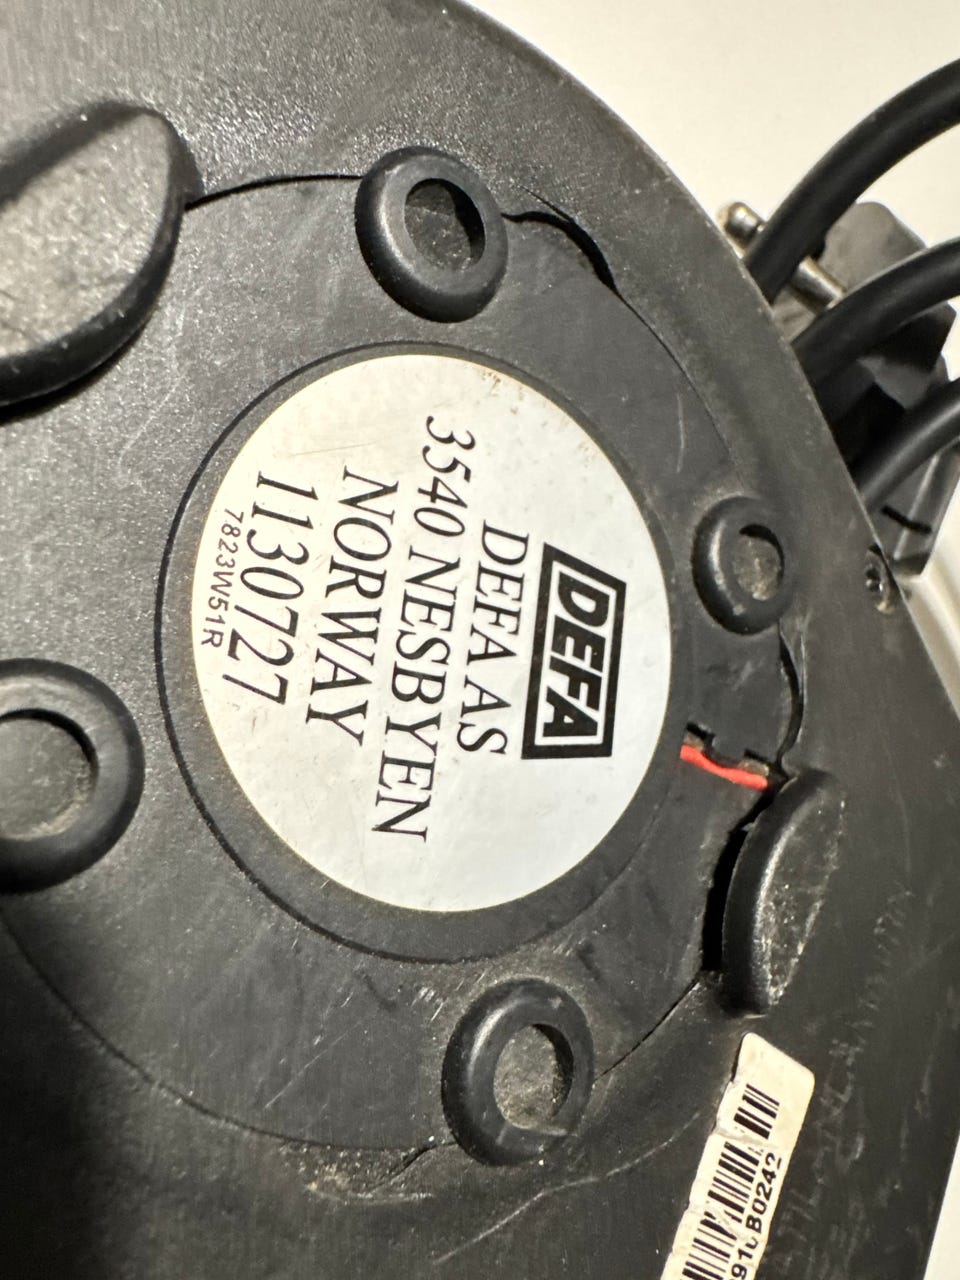 DEFA
DEFA AS
3540 NESBYEN
NORWAY
1130727
7823W51R